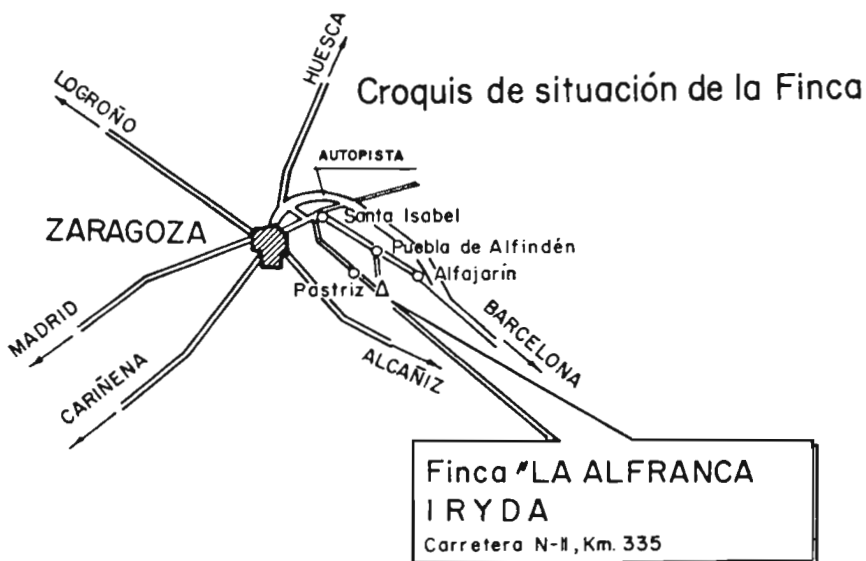 HUESCA
LOGROÑO
Croquis de situación de la Finca
AUTOPISTA
Santa Isabel
ZARAGOZA
Puebla de Alfindén
Alfajarín
Pastriz
MADRID
BARCELONA
ALCAÑIZ
CARIÑENA
Finca "LA ALFRANCA
IRYDA
Carretera N-II, Km. 335